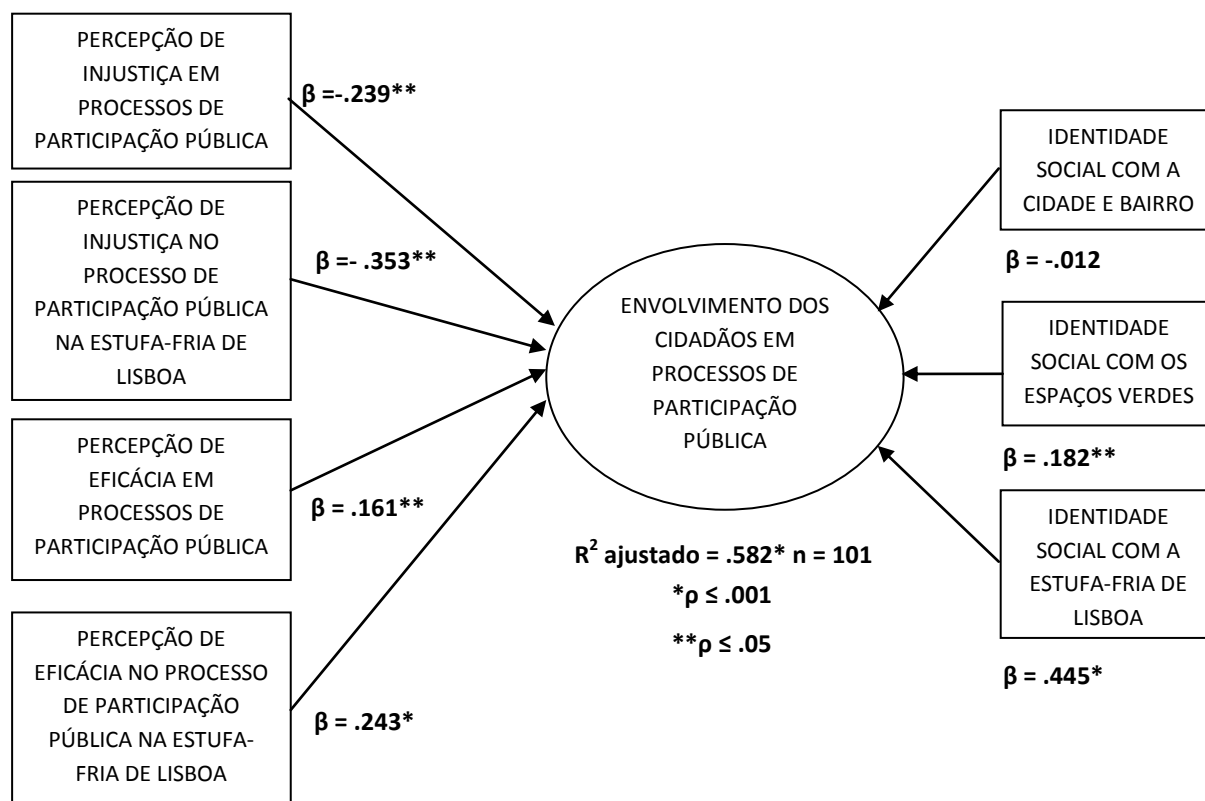 PERCEPÇÃO DE
INJUSTIÇA EM
PROCESSOS DE
PARTICIPAÇÃO PÚBLICA
β =-.239**
PERCEPÇÃO DE
INJUSTIÇA NO
PROCESSO DE
PARTICIPAÇÃO PÚBLICA
NA ESTUFA-FRIA DE
LISBOA
β =- .353**
PERCEPÇÃO DE
EFICÁCIA EM
PROCESSOS DE
PARTICIPAÇÃO PÚBLICA
β = .161**
PERCEPÇÃO DE
EFICÁCIA NO PROCESSO
DE PARTICIPAÇÃO
PÚBLICA NA ESTUFA-
FRIA DE LISBOA
β = .243*
ENVOLVIMENTO DOS
CIDADÃOS EM
PROCESSOS DE
PARTICIPAÇÃO
PÚBLICA
R² ajustado = .582* n = 101
*ρ ≤ .001
**ρ ≤ .05
IDENTIDADE
SOCIAL COM A
CIDADE E BAIRRO
β = -.012
IDENTIDADE
SOCIAL COM OS
ESPAÇOS VERDES
β = .182**
IDENTIDADE
SOCIAL COM A
ESTUFA-FRIA DE
LISBOA
β = .445*